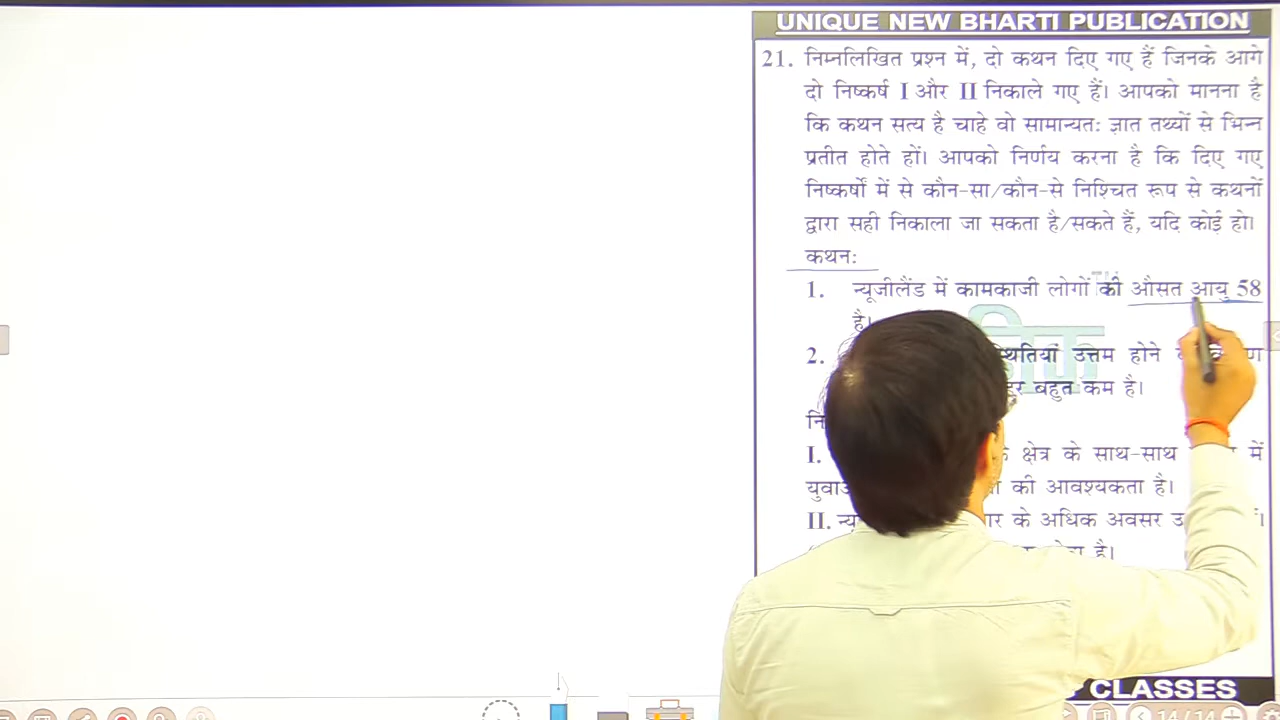 UNIQUE NEW BHARTI PUBLICATION
21. निम्नलिखित प्रश्न में, दो कथन दिए गए हैं जिनके आगे
दो निष्कर्ष I और II निकाले गए हैं। आपको मानना है
कि कथन सत्य है चाहे वो सामान्यतः ज्ञात तथ्यों से भिन्न
प्रतीत होते हों। आपको निर्णय करना है कि दिए गए
निष्कर्षों में से कौन-सा/कौन-से निश्चित रूप से कथनों
द्वारा सही निकाला जा सकता है/सकते हैं, यदि कोई हो।
कथन:
1. न्यूजीलैंड में कामकाजी लोगों की औसत आयु 58
है।
2. उत्तम होने
बहुत कम है।
I. क्षेत्र के साथ-साथ में
की आवश्यकता है।
II. के अधिक अवसर
है।
CLASSES
14/14